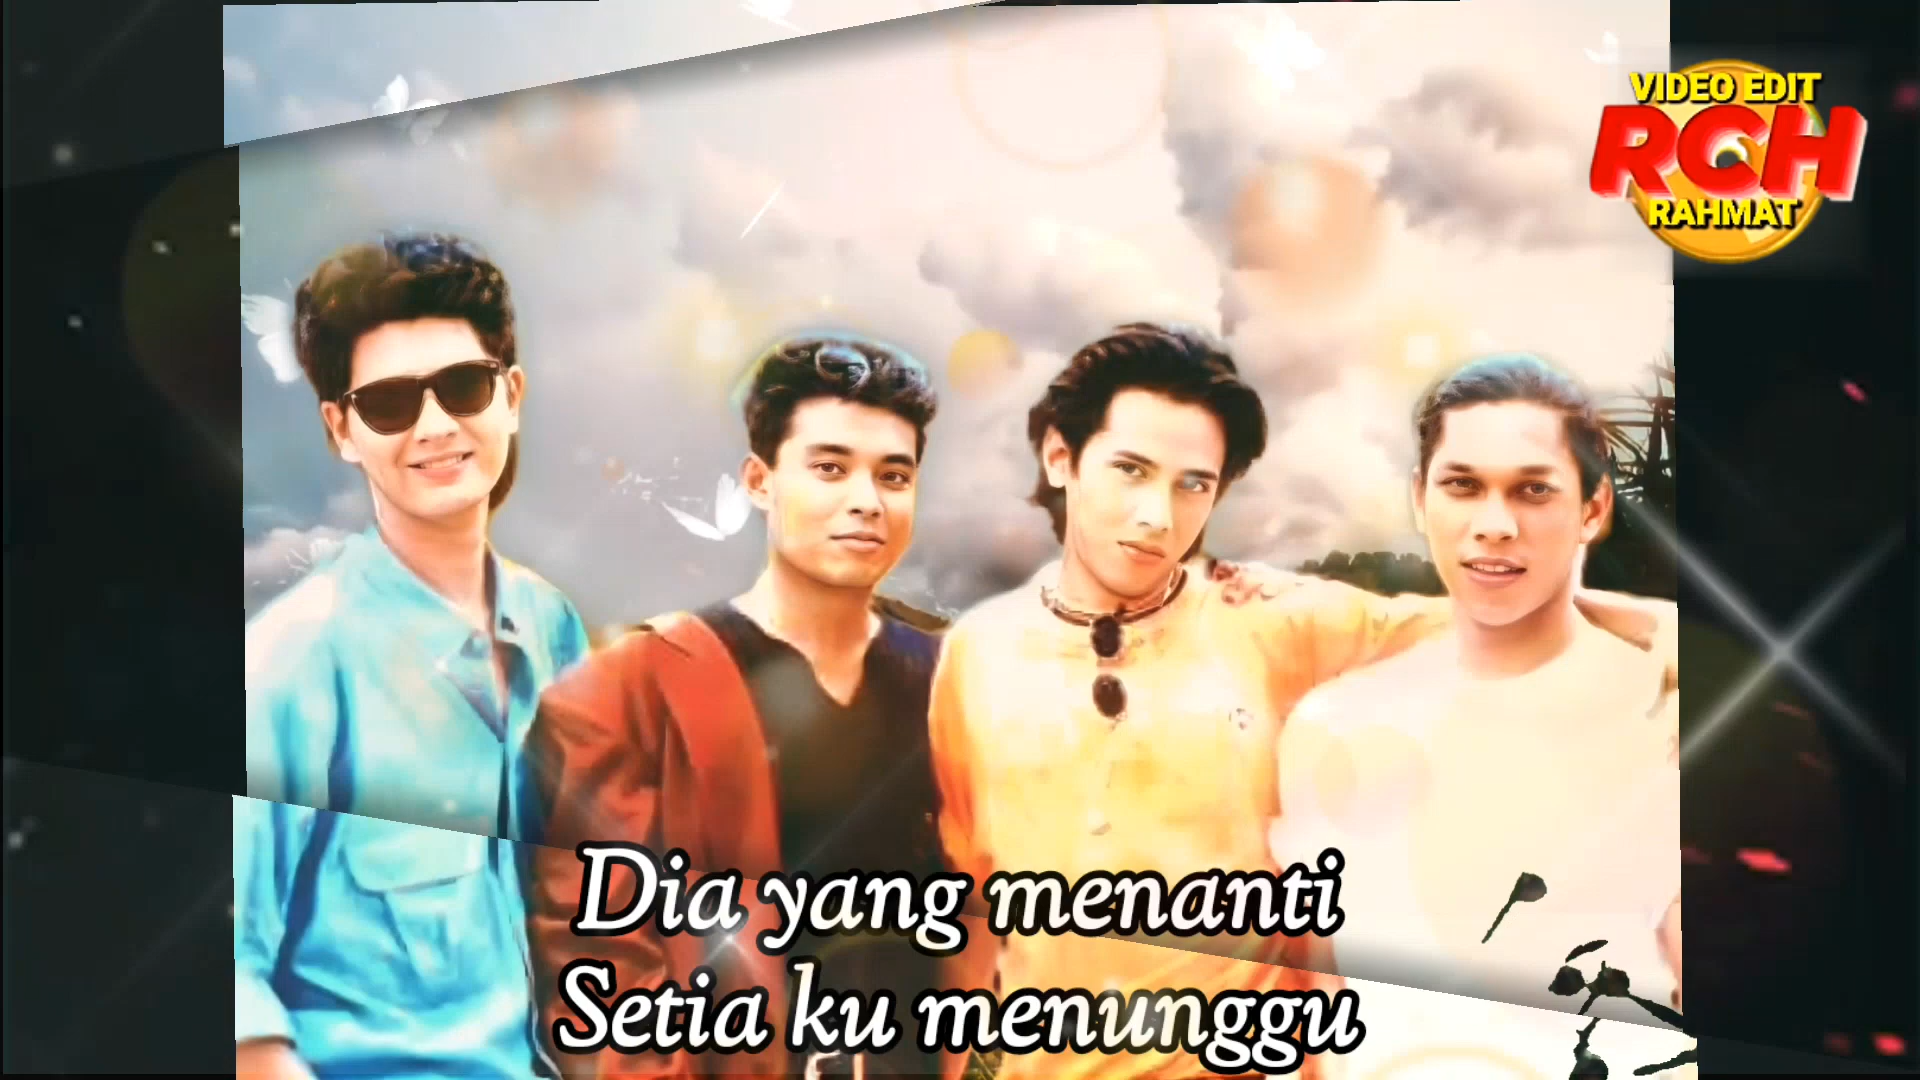 VIDEO EDIT
RCH
RAHMAT
Dia yang menanti
Setia ku menunggu